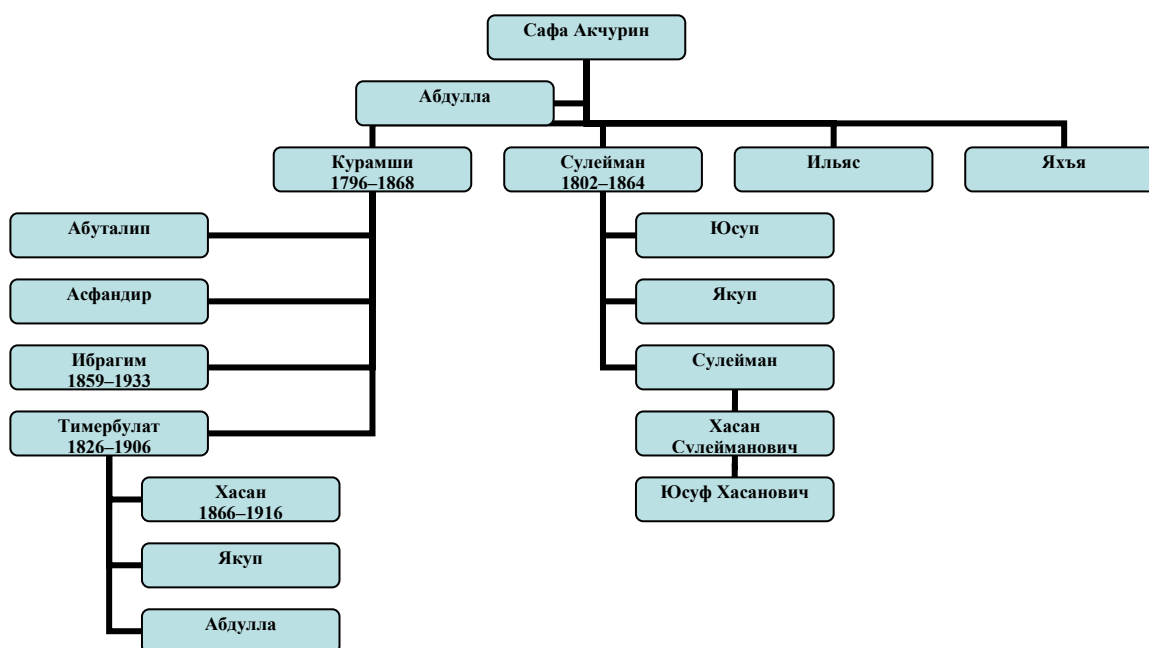 Сафа Акчурин
Абдулла
Курамши
1796–1868
Сулейман
1802–1864
Ильяс
Яхъя
Абуталип
Юсуп
Асфандир
Якуп
Ибрагим
1859–1933
Сулейман
Тимербулат
1826–1906
Хасан
Сулейманович
Хасан
1866–1916
Юсуф Хасанович
Якуп
Абдулла